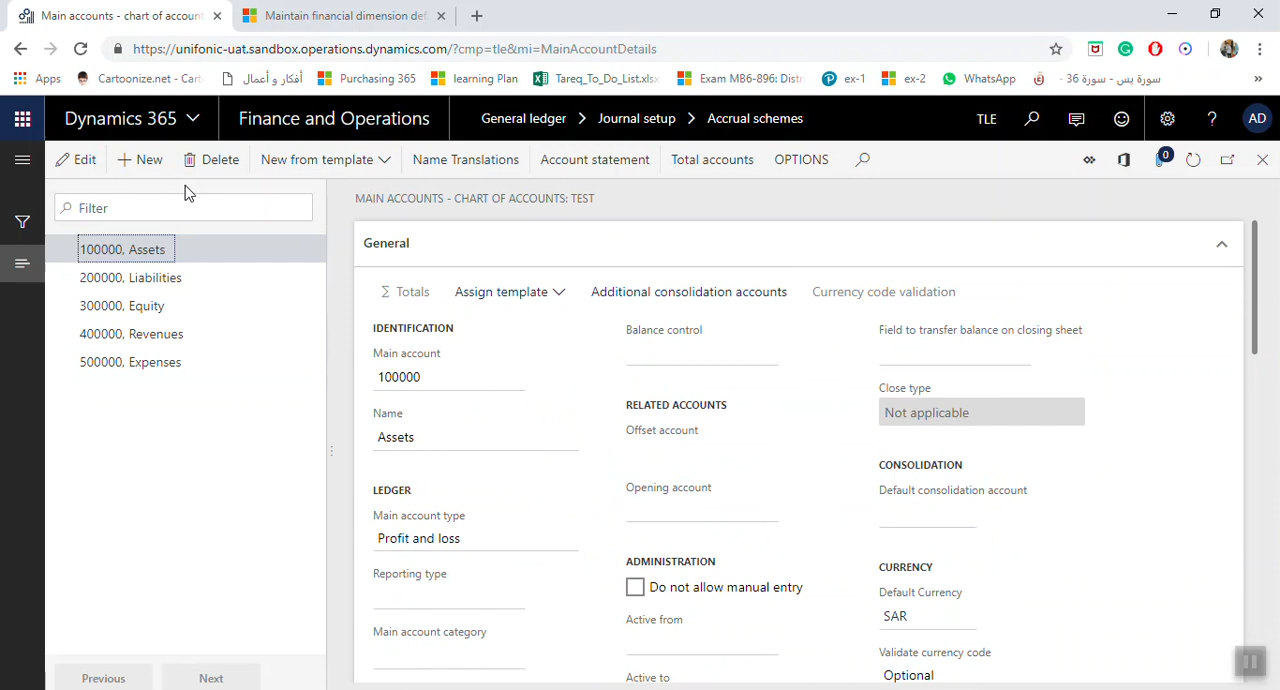 Main accounts - chart of account
Maintain financial dimension def
https://unifonic-uat.sandbox.operations.dynamics.com/?cmp=tle&mi=MainAccountDetails
Apps
Cartoonize.net - Cart
أفكار و أعمال
Purchasing 365
learning Plan
Tareq_To_Do_List.xlsx
Exam MB6-896: Distri
ex-1
ex-2
WhatsApp
سورة يس - سورة 36 -
Dynamics 365
Finance and Operations
General ledger > Journal setup > Accrual schemes
TLE
?
AD
Edit
New
Delete
New from template
Name Translations
Account statement
Total accounts
OPTIONS
0
Filter
100000, Assets
200000, Liabilities
300000, Equity
400000, Revenues
500000, Expenses
Previous
Next
MAIN ACCOUNTS - CHART OF ACCOUNTS: TEST
General
Σ Totals
Assign template
Additional consolidation accounts
Currency code validation
IDENTIFICATION
Main account
100000
Name
Assets
LEDGER
Main account type
Profit and loss
Reporting type
Main account category
Balance control
RELATED ACCOUNTS
Offset account
Opening account
ADMINISTRATION
Do not allow manual entry
Active from
Active to
Field to transfer balance on closing sheet
Close type
Not applicable
CONSOLIDATION
Default consolidation account
CURRENCY
Default Currency
SAR
Validate currency code
Optional